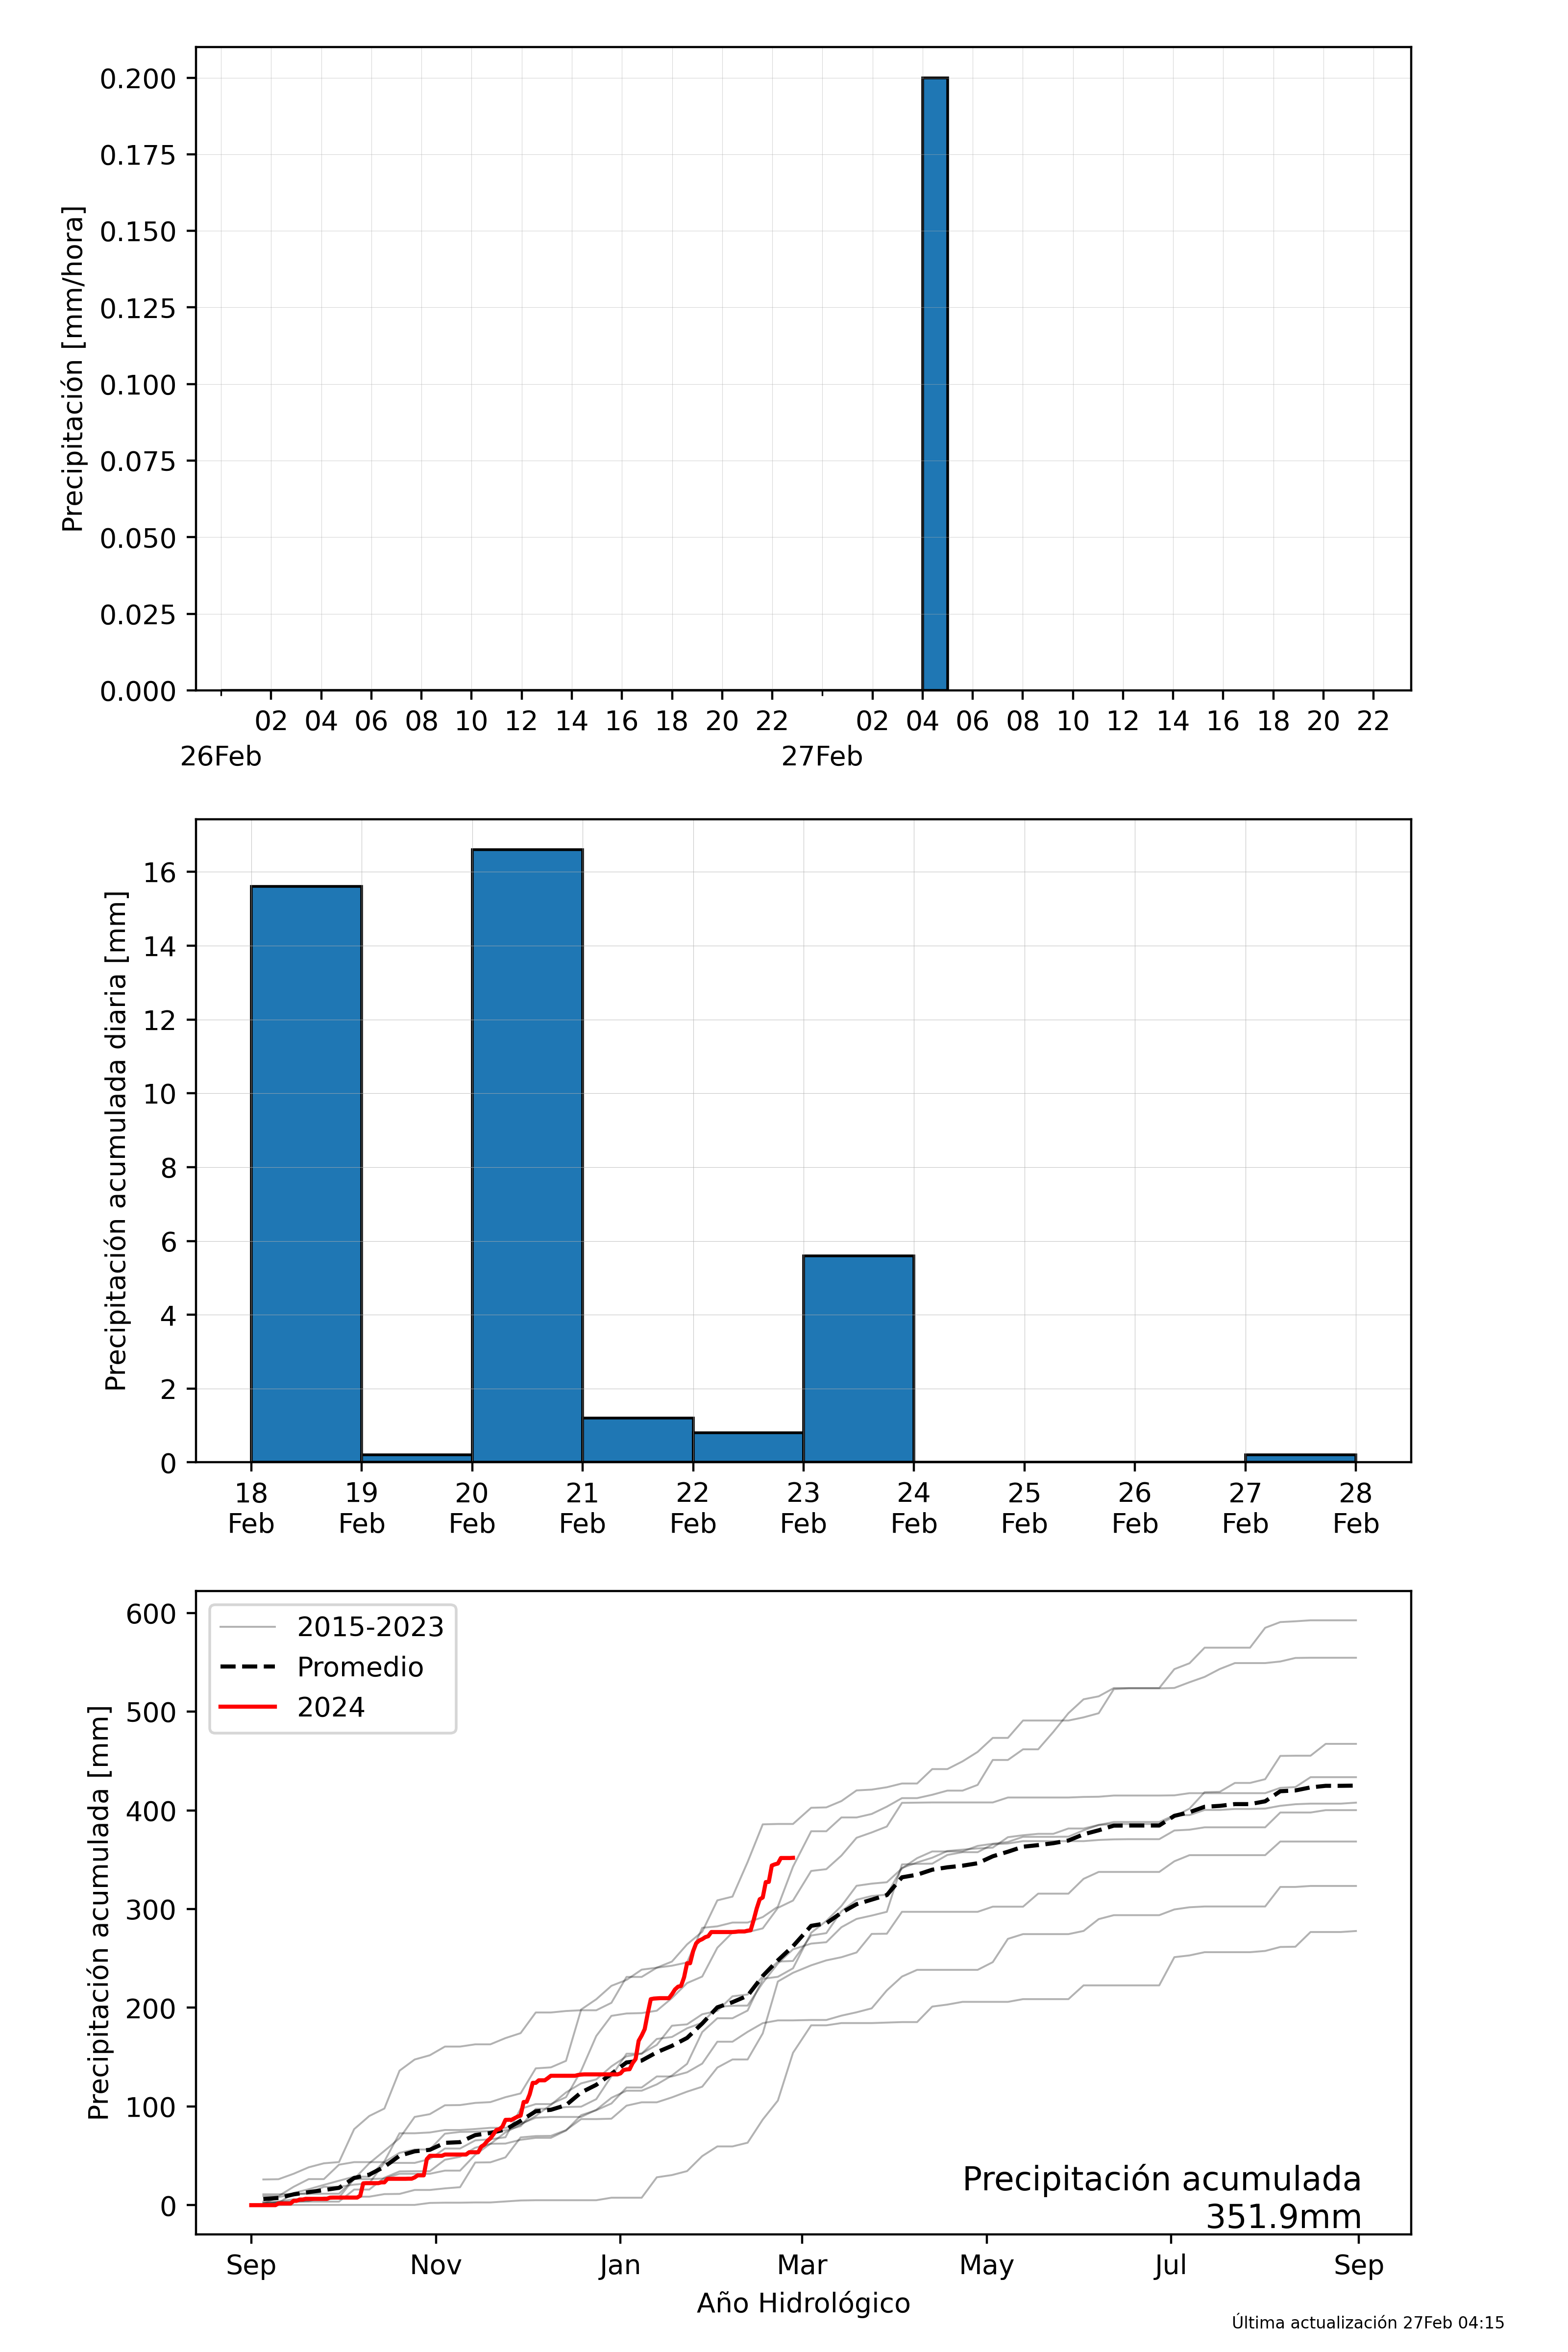 Precipitación [mm/hora]
0.200
0.175
0.150
0.125
0.100
0.075
0.050
0.025
0.000
02 04 06 08 10 12 14 16 18 20 22 02 04 06 08 10 12 14 16 18 20 22
26Feb 27Feb
Precipitación acumulada diaria [mm]
16
14
12
10
8
6
4
2
0
18 19 20 21 22 23 24 25 26 27 28
Feb Feb Feb Feb Feb Feb Feb Feb Feb Feb Feb
Precipitación acumulada [mm]
600
500
400
300
200
100
0
2015-2023
Promedio
2024
Precipitación acumulada
351.9mm
Sep Nov Jan Mar May Jul Sep
Año Hidrológico
Última actualización 27Feb 04:15